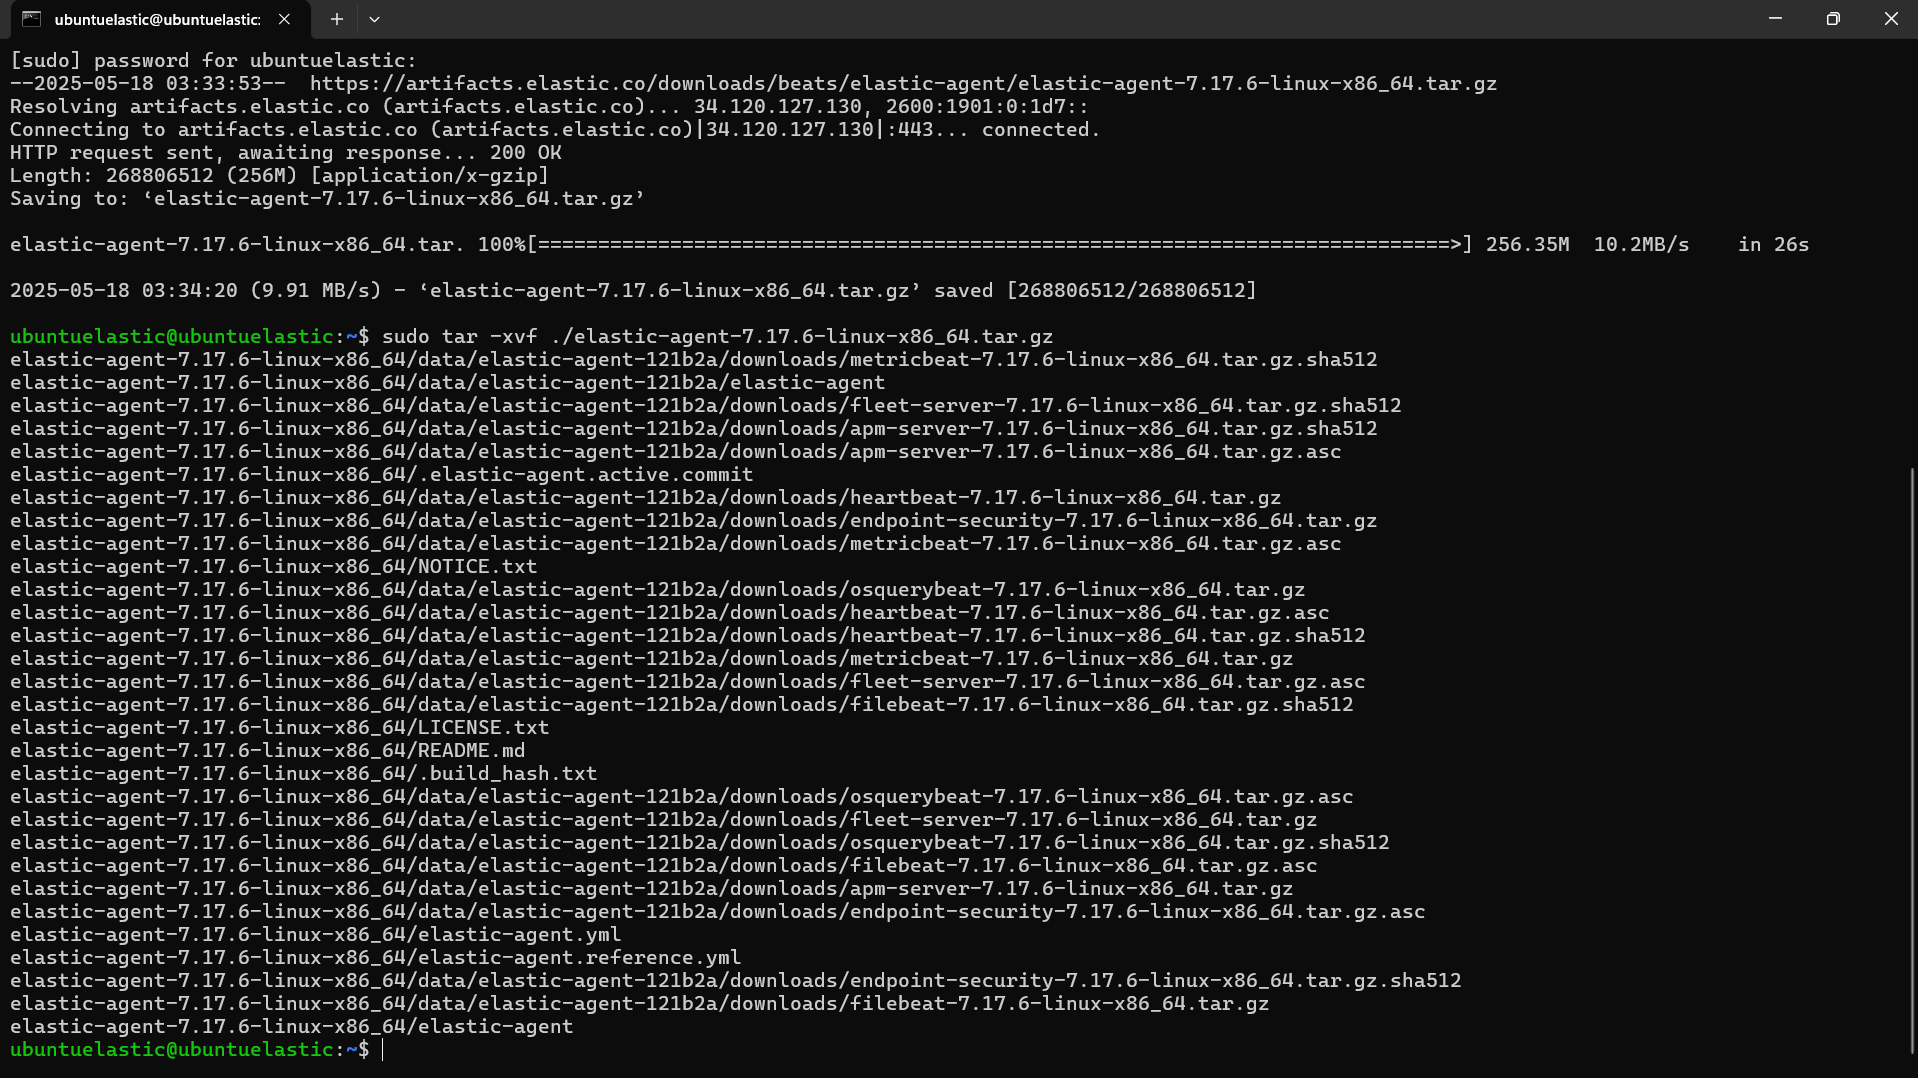 ubuntuelastic@ubuntuelastic:
[sudo] password for ubuntuelastic:
--2025-05-18 03:33:53--  https://artifacts.elastic.co/downloads/beats/elastic-agent/elastic-agent-7.17.6-linux-x86_64.tar.gz
Resolving artifacts.elastic.co (artifacts.elastic.co)... 34.120.127.130, 2600:1901:0:1d7::
Connecting to artifacts.elastic.co (artifacts.elastic.co)|34.120.127.130|:443... connected.
HTTP request sent, awaiting response... 200 OK
Length: 268806512 (256M) [application/x-gzip]
Saving to: ‘elastic-agent-7.17.6-linux-x86_64.tar.gz’
elastic-agent-7.17.6-linux-x86_64.tar. 100%[============================================================================>] 256.35M  10.2MB/s    in 26s
2025-05-18 03:34:20 (9.91 MB/s) - ‘elastic-agent-7.17.6-linux-x86_64.tar.gz’ saved [268806512/268806512]
ubuntuelastic@ubuntuelastic:~$ sudo tar -xvf ./elastic-agent-7.17.6-linux-x86_64.tar.gz
elastic-agent-7.17.6-linux-x86_64/data/elastic-agent-121b2a/downloads/metricbeat-7.17.6-linux-x86_64.tar.gz.sha512
elastic-agent-7.17.6-linux-x86_64/data/elastic-agent-121b2a/elastic-agent
elastic-agent-7.17.6-linux-x86_64/data/elastic-agent-121b2a/downloads/fleet-server-7.17.6-linux-x86_64.tar.gz.sha512
elastic-agent-7.17.6-linux-x86_64/data/elastic-agent-121b2a/downloads/apm-server-7.17.6-linux-x86_64.tar.gz.sha512
elastic-agent-7.17.6-linux-x86_64/data/elastic-agent-121b2a/downloads/apm-server-7.17.6-linux-x86_64.tar.gz.asc
elastic-agent-7.17.6-linux-x86_64/.elastic-agent.active.commit
elastic-agent-7.17.6-linux-x86_64/data/elastic-agent-121b2a/downloads/heartbeat-7.17.6-linux-x86_64.tar.gz
elastic-agent-7.17.6-linux-x86_64/data/elastic-agent-121b2a/downloads/endpoint-security-7.17.6-linux-x86_64.tar.gz
elastic-agent-7.17.6-linux-x86_64/data/elastic-agent-121b2a/downloads/metricbeat-7.17.6-linux-x86_64.tar.gz.asc
elastic-agent-7.17.6-linux-x86_64/NOTICE.txt
elastic-agent-7.17.6-linux-x86_64/data/elastic-agent-121b2a/downloads/osquerybeat-7.17.6-linux-x86_64.tar.gz
elastic-agent-7.17.6-linux-x86_64/data/elastic-agent-121b2a/downloads/heartbeat-7.17.6-linux-x86_64.tar.gz.asc
elastic-agent-7.17.6-linux-x86_64/data/elastic-agent-121b2a/downloads/heartbeat-7.17.6-linux-x86_64.tar.gz.sha512
elastic-agent-7.17.6-linux-x86_64/data/elastic-agent-121b2a/downloads/metricbeat-7.17.6-linux-x86_64.tar.gz
elastic-agent-7.17.6-linux-x86_64/data/elastic-agent-121b2a/downloads/fleet-server-7.17.6-linux-x86_64.tar.gz.asc
elastic-agent-7.17.6-linux-x86_64/data/elastic-agent-121b2a/downloads/filebeat-7.17.6-linux-x86_64.tar.gz.sha512
elastic-agent-7.17.6-linux-x86_64/LICENSE.txt
elastic-agent-7.17.6-linux-x86_64/README.md
elastic-agent-7.17.6-linux-x86_64/.build_hash.txt
elastic-agent-7.17.6-linux-x86_64/data/elastic-agent-121b2a/downloads/osquerybeat-7.17.6-linux-x86_64.tar.gz.asc
elastic-agent-7.17.6-linux-x86_64/data/elastic-agent-121b2a/downloads/fleet-server-7.17.6-linux-x86_64.tar.gz
elastic-agent-7.17.6-linux-x86_64/data/elastic-agent-121b2a/downloads/osquerybeat-7.17.6-linux-x86_64.tar.gz.sha512
elastic-agent-7.17.6-linux-x86_64/data/elastic-agent-121b2a/downloads/filebeat-7.17.6-linux-x86_64.tar.gz.asc
elastic-agent-7.17.6-linux-x86_64/data/elastic-agent-121b2a/downloads/apm-server-7.17.6-linux-x86_64.tar.gz
elastic-agent-7.17.6-linux-x86_64/data/elastic-agent-121b2a/downloads/endpoint-security-7.17.6-linux-x86_64.tar.gz.asc
elastic-agent-7.17.6-linux-x86_64/elastic-agent.yml
elastic-agent-7.17.6-linux-x86_64/elastic-agent.reference.yml
elastic-agent-7.17.6-linux-x86_64/data/elastic-agent-121b2a/downloads/endpoint-security-7.17.6-linux-x86_64.tar.gz.sha512
elastic-agent-7.17.6-linux-x86_64/data/elastic-agent-121b2a/downloads/filebeat-7.17.6-linux-x86_64.tar.gz
elastic-agent-7.17.6-linux-x86_64/elastic-agent
ubuntuelastic@ubuntuelastic:~$